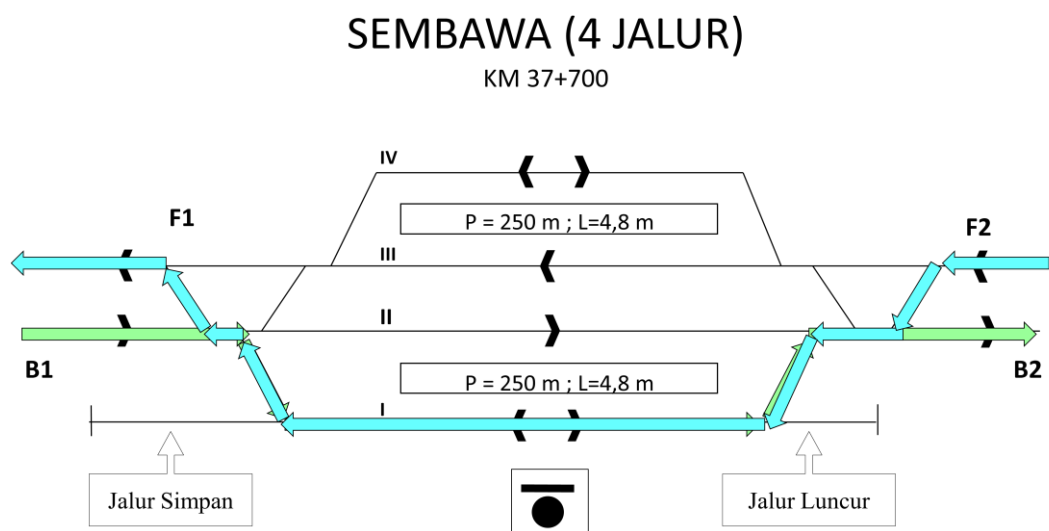 SEMBAWA (4 JALUR)
KM 37+700
IV
P = 250 m ; L=4,8 m
F1
F2
III
II
B1
B2
P = 250 m ; L=4,8 m
I
Jalur Simpan
Jalur Luncur